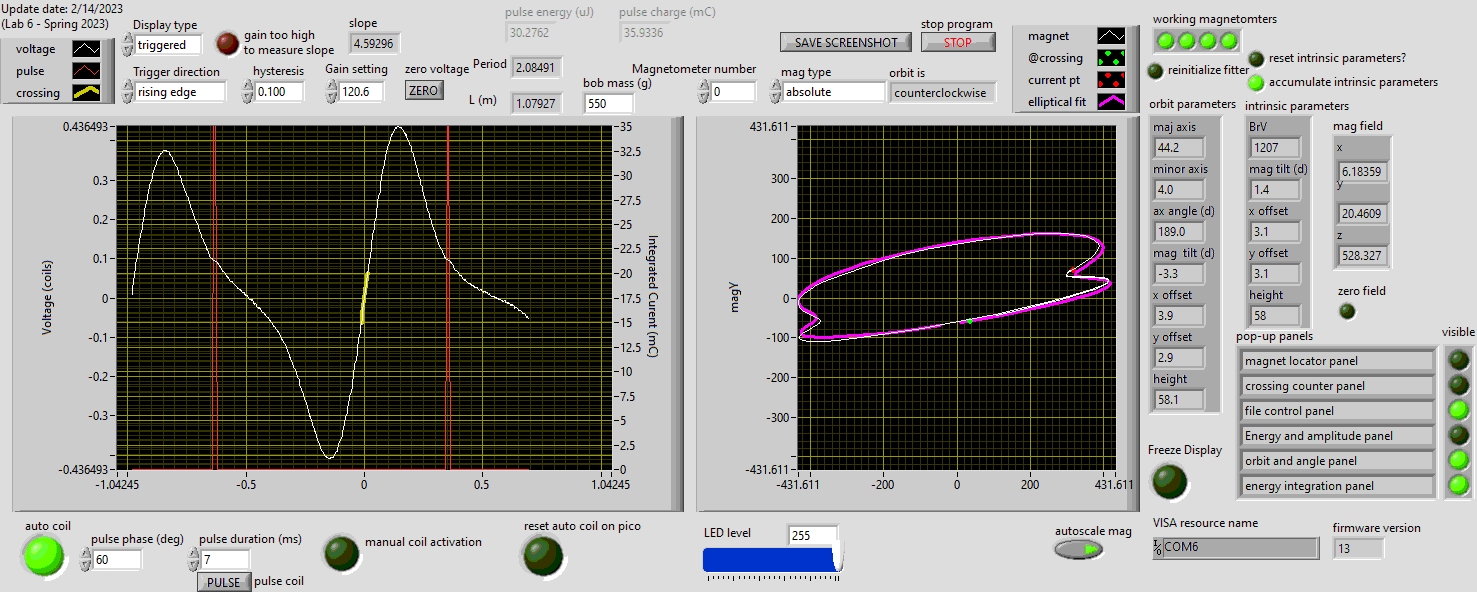 Update date: 2/14/2023
(Lab 6 - Spring 2023)
voltage
pulse
crossing
Display type
triggered
gain too high
to measure slope
slope
4.59296
Trigger direction
rising edge
hysteresis
0.100
Gain setting
120.6
zero voltage
ZERO
pulse energy (uJ)
30.2762
pulse charge (mC)
35.9336
Period
2.08491
L (m)
1.07927
bob mass (g)
550
Magnetometer number
0
mag type
absolute
SAVE SCREENSHOT
stop program
STOP
orbit is
counterclockwise
magnet
@crossing
current pt
elliptical fit
working magnetomters
reinitialize fitter
reset intrinsic parameters?
accumulate intrinsic parameters
orbit parameters
maj axis
44.2
minor axis
4.0
ax angle (d)
189.0
mag tilt (d)
-3.3
x offset
3.9
y offset
2.9
height
58.1
intrinsic parameters
BrV
1207
mag tilt (d)
1.4
x offset
3.1
y offset
3.1
height
58
mag field
x
6.18359
y
20.4609
z
528.327
zero field
Voltage (coils)
0.436493
0.3
0.2
0.1
0
-0.1
-0.2
-0.3
-0.436493
-1.04245
-0.5
0
0.5
1.04245
35
32.5
30
27.5
25
22.5
20
17.5
15
12.5
10
7.5
5
2.5
0
Integrated Current (mC)
magy
431.611
300
200
100
0
-100
-200
-300
-431.611
-431.611
-200
0
200
431.611
pop-up panels
visible
magnet locator panel
crossing counter panel
file control panel
Energy and amplitude panel
orbit and angle panel
energy integration panel
Freeze Display
auto coil
pulse phase (deg)
60
pulse duration (ms)
7
PULSE
pulse coil
manual coil activation
reset auto coil on pico
LED level
255
autoscale mag
VISA resource name
COM6
firmware version
13